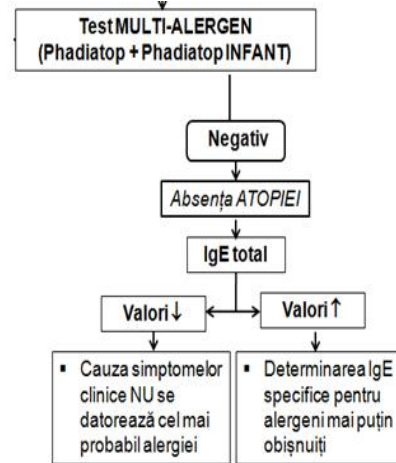 Test MULTI-ALERGEN
(Phadiatop + Phadiatop INFANT)
Negativ
Absența ATOPIEI
IgE total
Valori ↓
Valori ↑
▪ Cauza simptomelor
clinice NU se
datorează cel mai
probabil alergiei
▪ Determinarea IgE
specifice pentru
alergeni mai puțin
obișnuiți